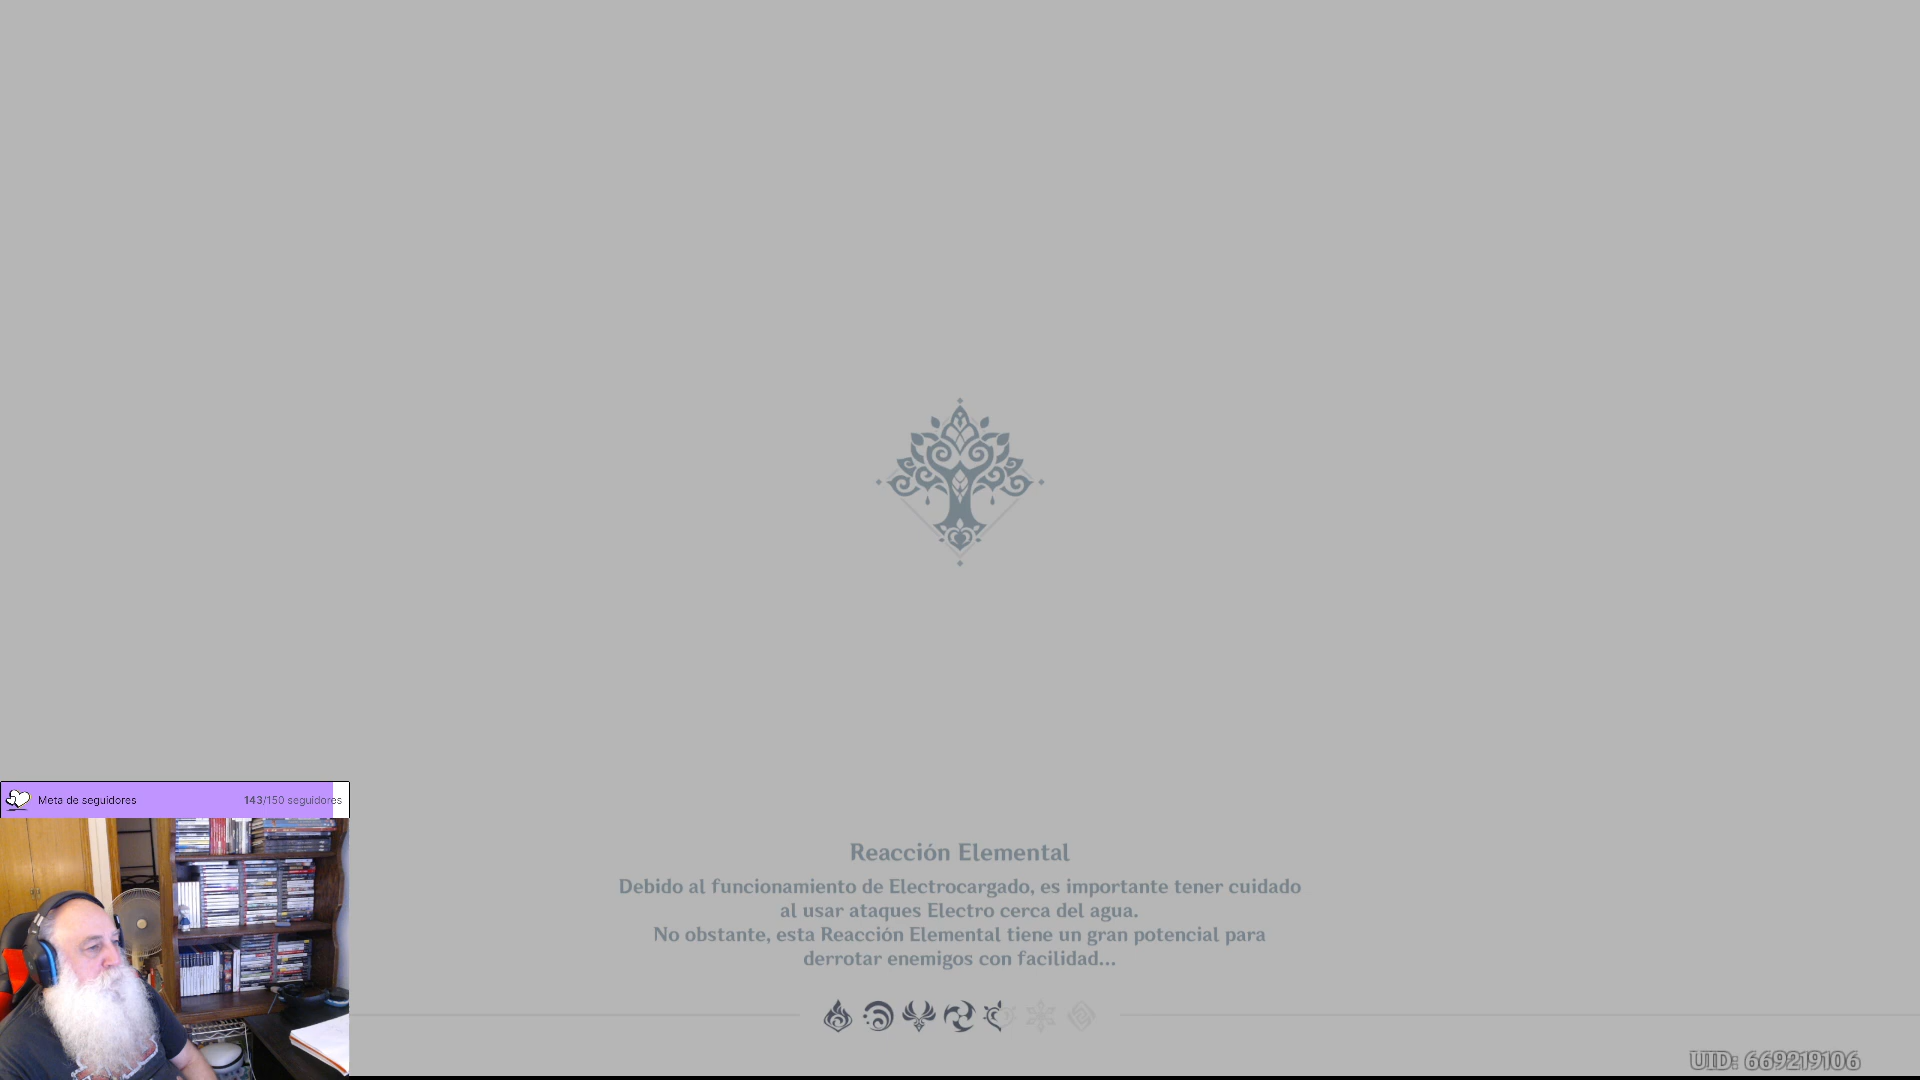 Meta de seguidores
143/150 seguidores
Reacción Elemental
Debido al funcionamiento de Electrocargado, es importante tener cuidado
al usar ataques Electro cerca del agua.
No obstante, esta Reacción Elemental tiene un gran potencial para
derrotar enemigos con facilidad...
UID: 669219106